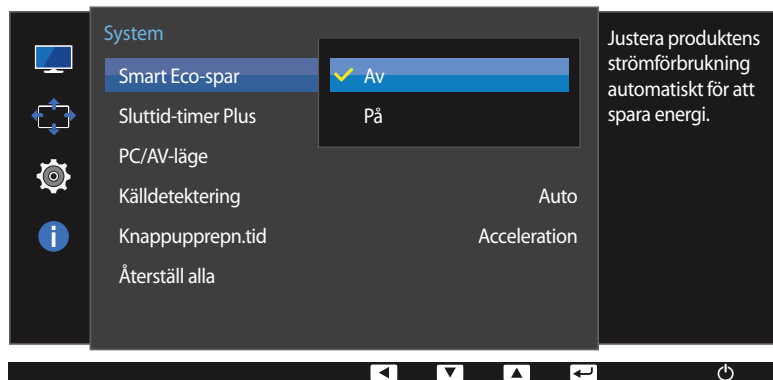 System
Smart Eco-spar
Av
Sluttid-timer Plus
På
PC/AV-läge
Källdetektering Auto
Knappupprepn.tid Acceleration
Återställ alla
Justera produktens
strömförbrukning
automatiskt för att
spara energi.